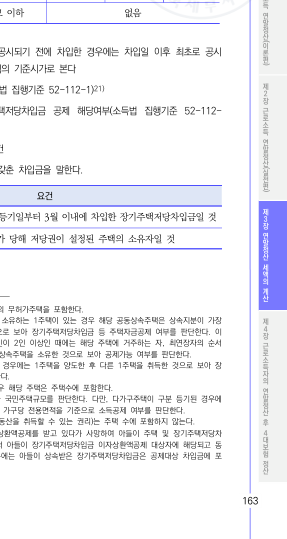 이하
없음
공시되기 전에 차입한 경우에는 차입일 이후 최초로 공시
의 기준시가로 본다
법 집행기준 52-112-1)21)
택저당차입금 공제 해당여부(소득법 집행기준 52-112-
건
갖춘 차입금을 말한다.
요건
등기일부터 3월 이내에 차입한 장기주택저당차입금일 것
가 당해 저당권이 설정된 주택의 소유자일 것
의 무허가주택을 포함한다.
소유하는 1주택이 있는 경우 해당 공동상속주택은 상속지분이 가장
으로 보아 장기주택저당차입금 등 주택자금공제 여부를 판단한다. 이
인이 2인 이상인 때에는 해당 주택에 거주하는 자, 최연장자의 순서
상속주택을 소유한 것으로 보아 공제가능 여부를 판단한다.
경우에는 1주택을 양도한 후 다른 1주택을 취득한 것으로 보아 장
다.
우 해당 주택은 주택수에 포함한다.
국민주택규모를 판단한다. 다만, 다가구주택이 구분 등기된 경우에
가구당 전용면적을 기준으로 소득공제 여부를 판단한다.
동산을 취득할 수 있는 권리)는 주택 수에 포함하지 않는다.
상환액공제를 받고 있다가 사망하여 아들이 주택 및 장기주택저당차
며 아들이 장기주택저당차입금 이자상환액공제 대상자에 해당되고 동
우에는 아들이 상속받은 장기주택저당차입금은 공제대상 차입금에 포
득 연말정산(이론편)
제2장 근로소득 연말정산(실전편)
제3장 연말정산 세액의 계산
제4장 근로소득자의 연말정산 후 4대보험 정산
163